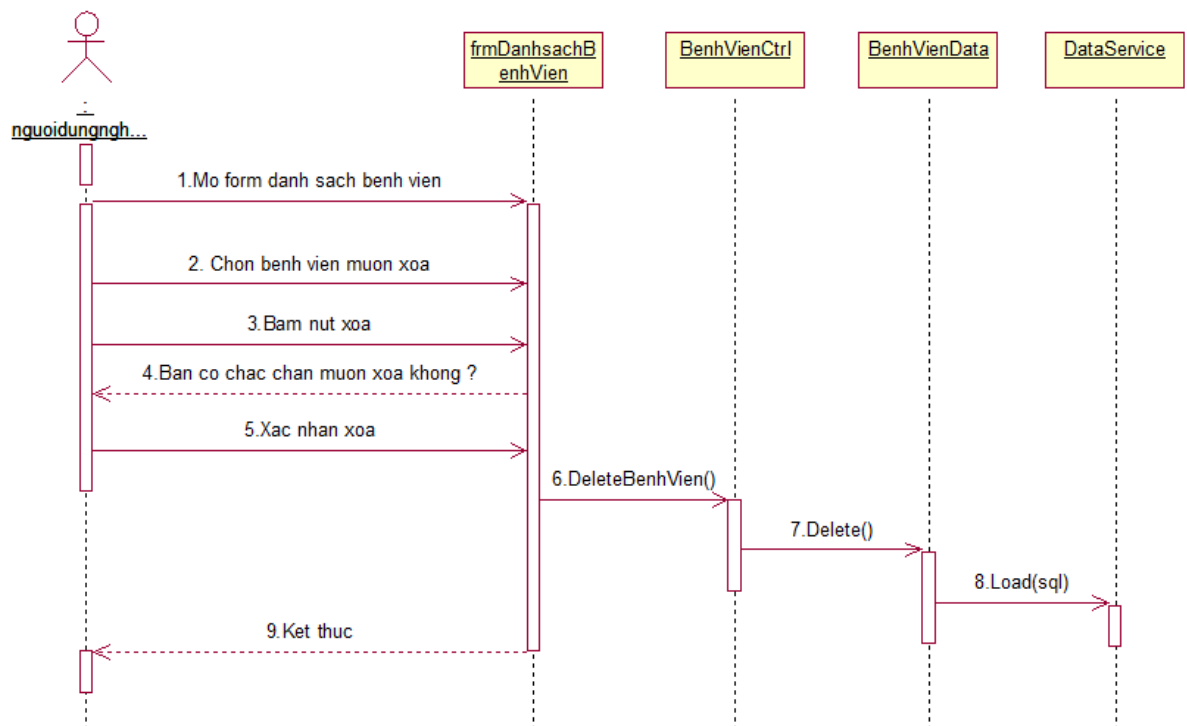 frmDanhsachB
enhVien
BenhVienCtrl
BenhVienData
DataService
:
nguoidungngh...
1.Mo form danh sach benh vien
2. Chon benh vien muon xoa
3.Bam nut xoa
4.Ban co chac chan muon xoa khong ?
5.Xac nhan xoa
6.DeleteBenhVien()
7.Delete()
8.Load(sql)
9.Ket thuc